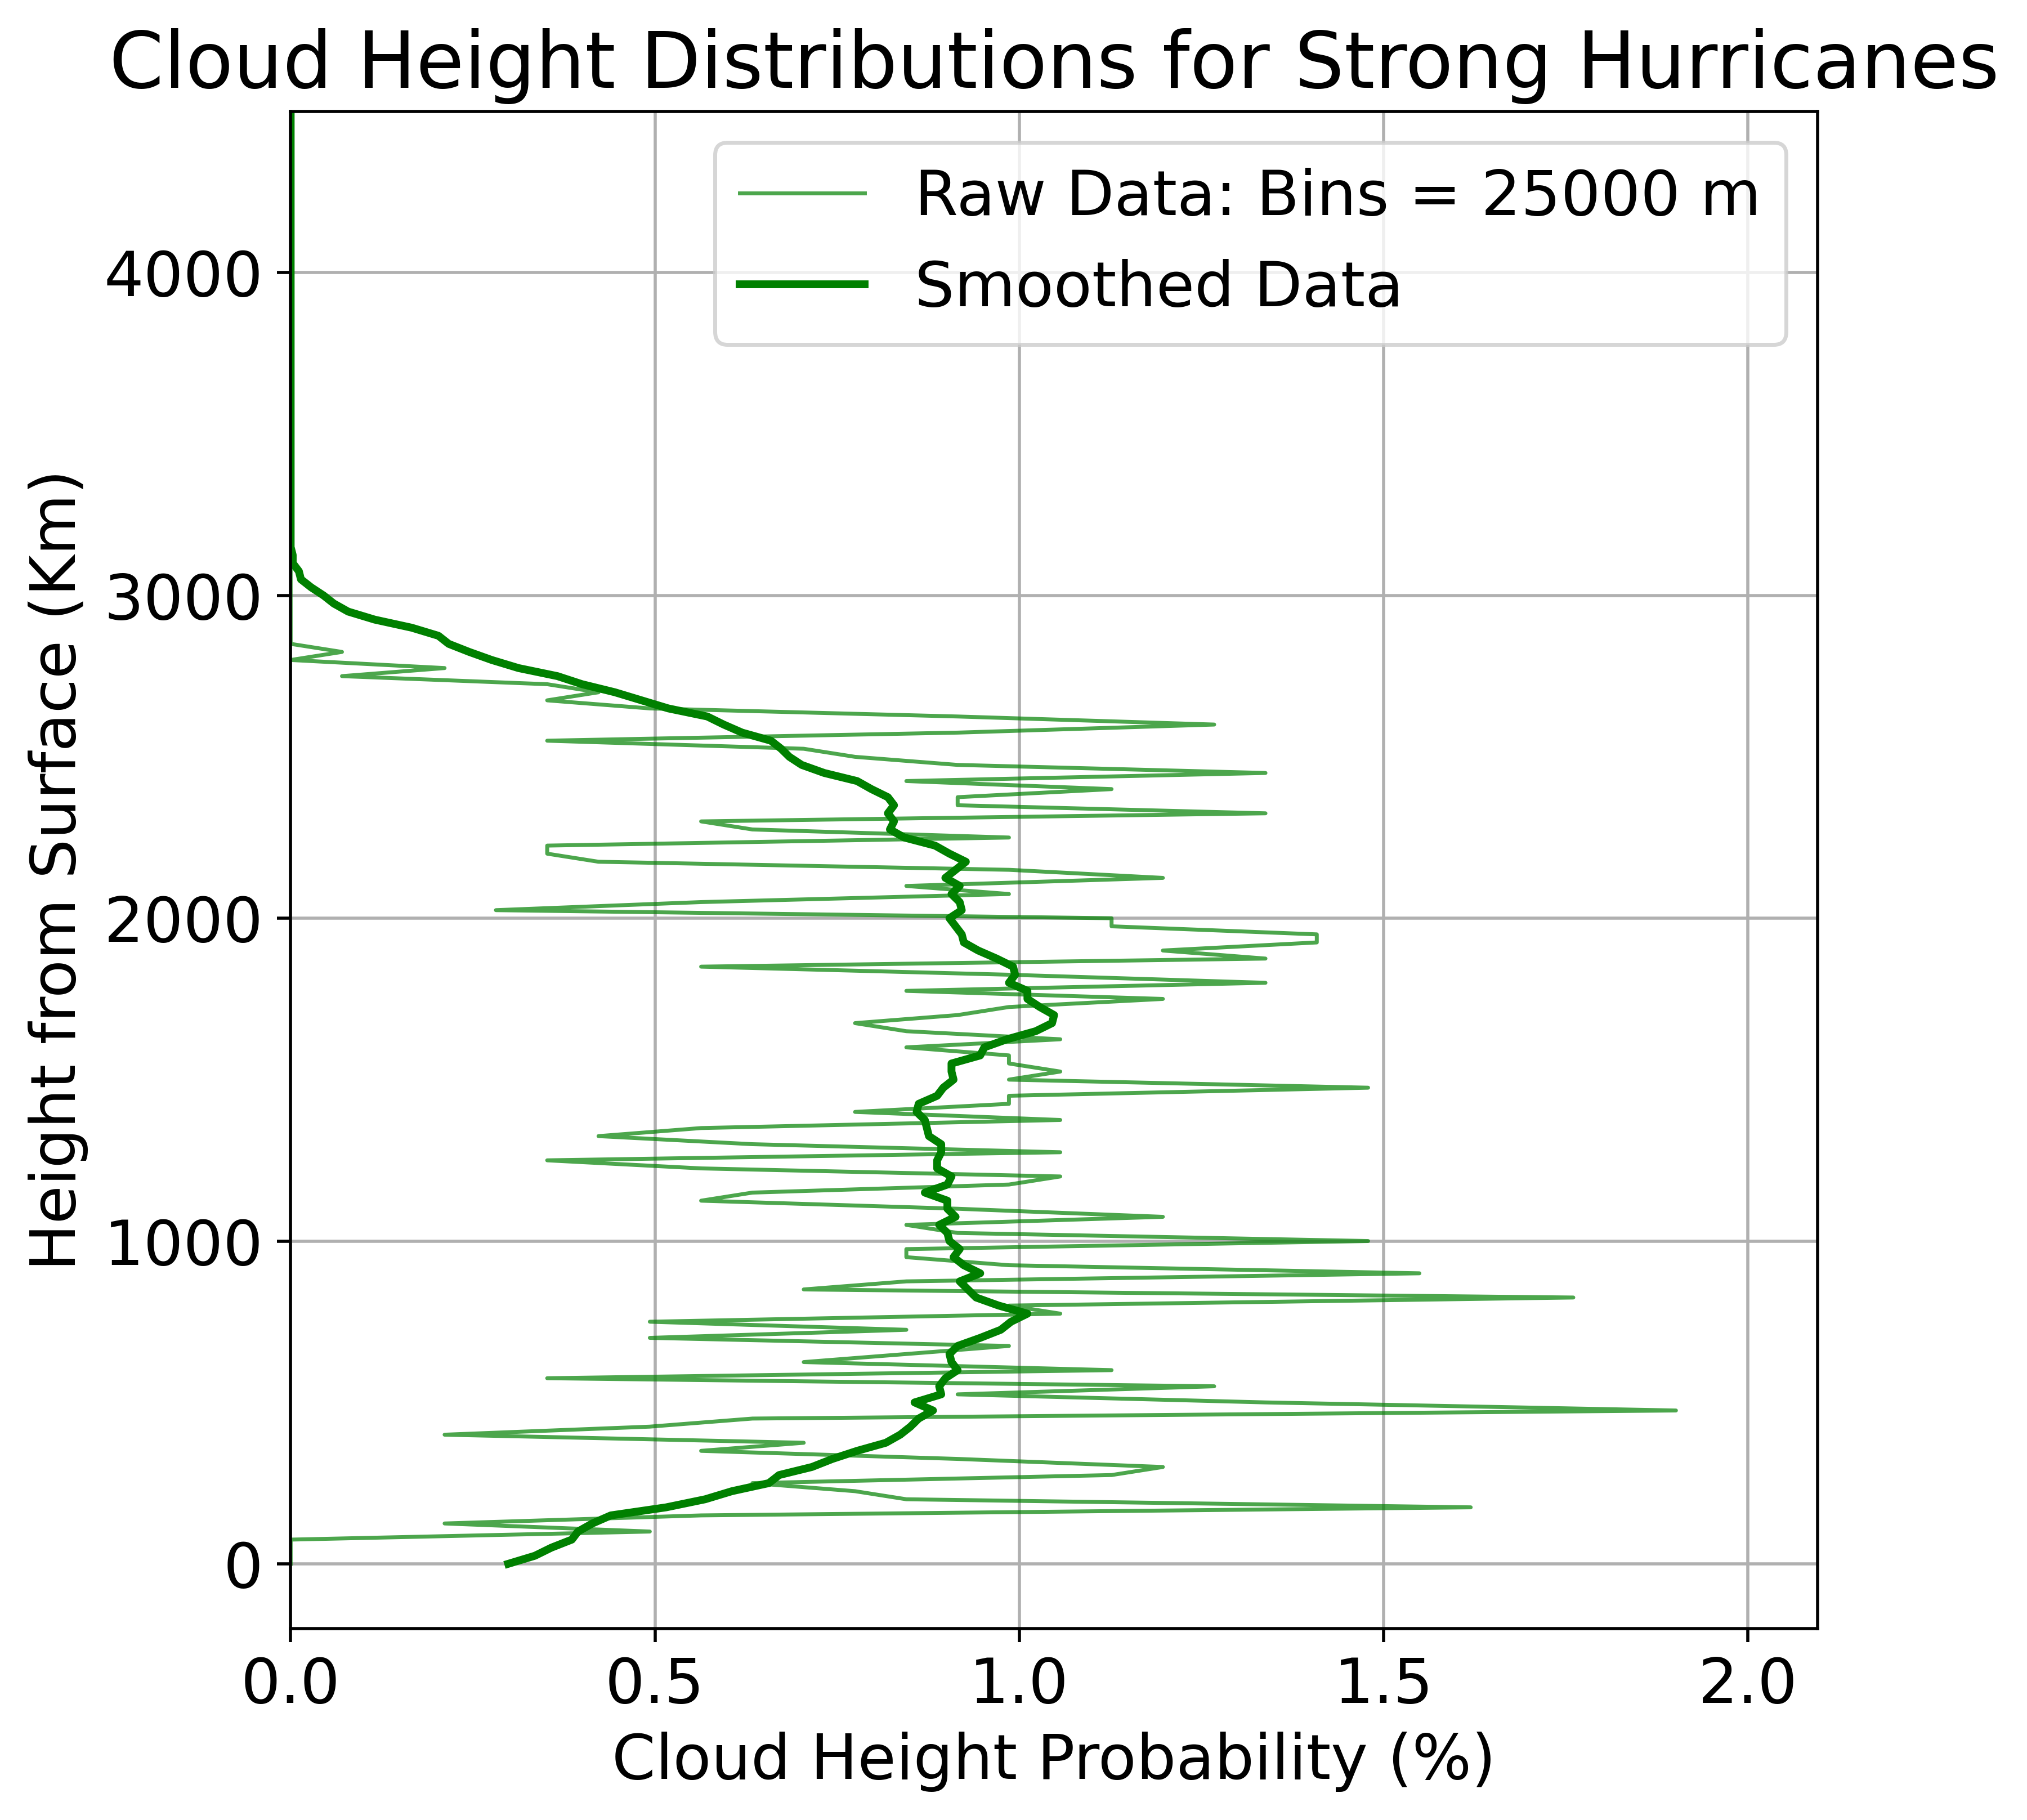 Cloud Height Distributions for Strong Hurricanes
Raw Data: Bins = 25000 m
Smoothed Data
Height from Surface (Km)
4000
3000
2000
1000
0
0.0 0.5 1.0 1.5 2.0
Cloud Height Probability (%)